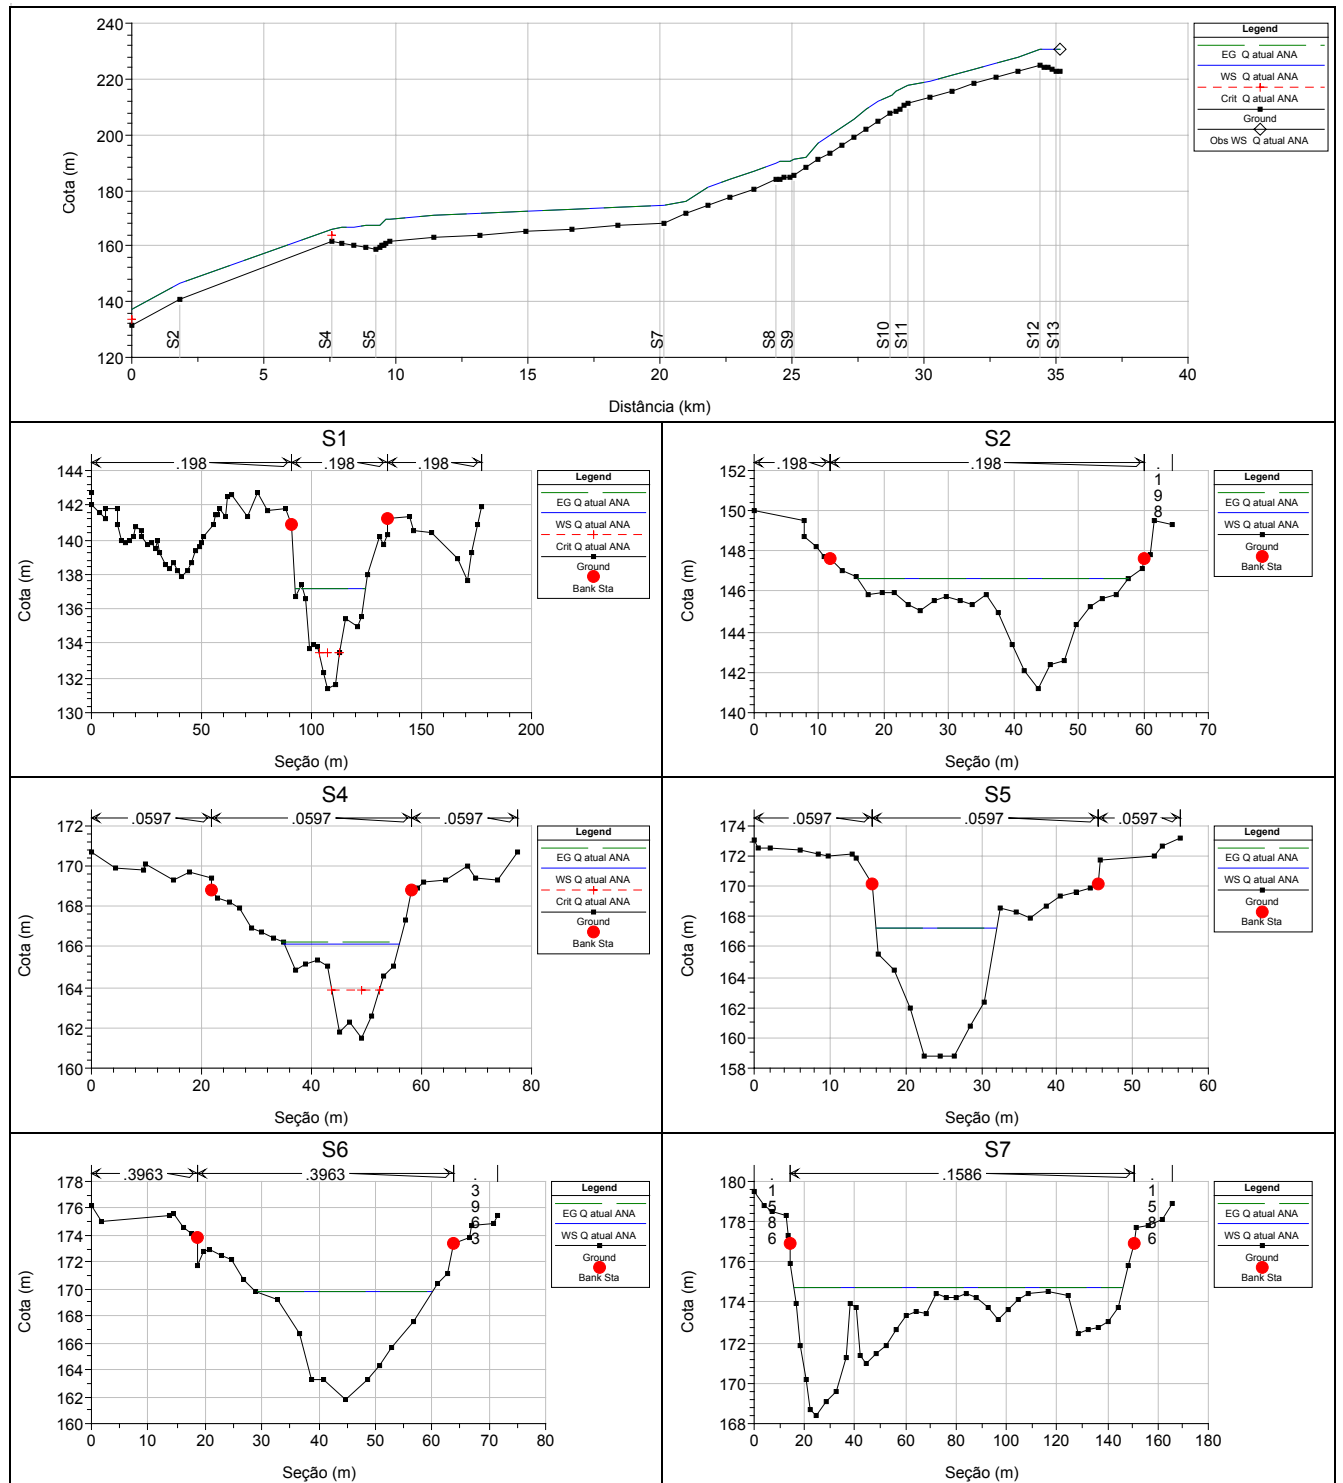 240
220
200
180
160
140
120
Cota (m)
S2
S4
S5
S7
S8
S9
S10
S11
S12
S13
0 5 10 15 20 25 30 35 40
Distância (km)
Legend
EG Q atual ANA
WS Q atual ANA
Crit Q atual ANA
Ground
Obs WS Q atual ANA
S1
.198 .198 .198
144
142
140
138
136
134
132
130
Cota (m)
0 50 100 150 200
Seção (m)
Legend
EG Q atual ANA
WS Q atual ANA
Crit Q atual ANA
Ground
Bank Sta
S2
.198 .198 .198
152
150
148
146
144
142
140
Cota (m)
0 10 20 30 40 50 60 70
Seção (m)
Legend
EG Q atual ANA
WS Q atual ANA
Ground
Bank Sta
S4
.0597 .0597 .0597
172
170
168
166
164
162
160
Cota (m)
0 20 40 60 80
Seção (m)
Legend
EG Q atual ANA
WS Q atual ANA
Crit Q atual ANA
Ground
Bank Sta
S5
.0597 .0597 .0597
174
172
170
168
166
164
162
160
158
Cota (m)
0 10 20 30 40 50 60
Seção (m)
Legend
EG Q atual ANA
WS Q atual ANA
Ground
Bank Sta
S6
.3963 .3963 .3963
178
176
174
172
170
168
166
164
162
160
Cota (m)
0 10 20 30 40 50 60 70 80
Seção (m)
Legend
EG Q atual ANA
WS Q atual ANA
Ground
Bank Sta
S7
.1586 .1586 .1586
180
178
176
174
172
170
168
Cota (m)
0 20 40 60 80 100 120 140 160 180
Seção (m)
Legend
EG Q atual ANA
WS Q atual ANA
Ground
Bank Sta